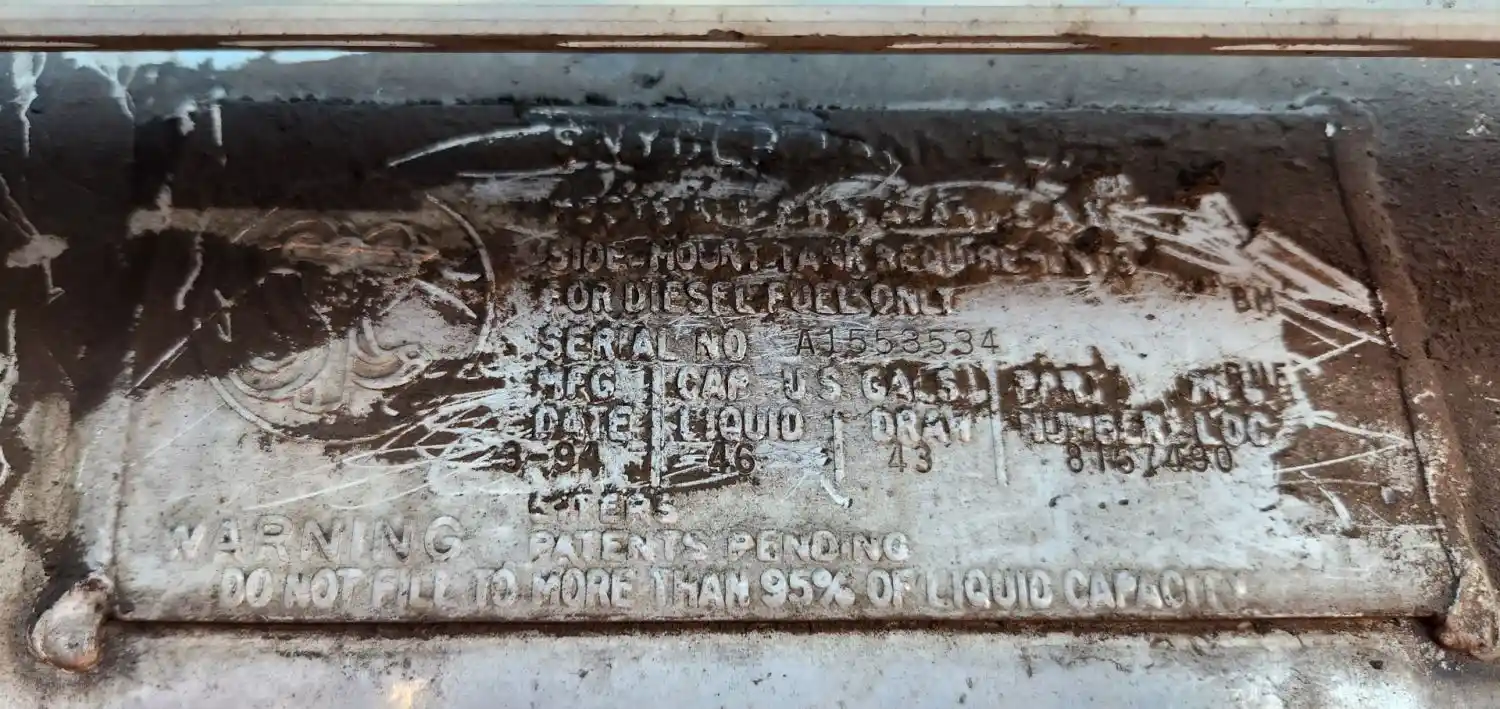 SIDE-MOUNT TANK REQUIREMENTS
FOR DIESEL FUEL ONLY
BM
SERIAL NO A1553534
MFG CAP U S GALS PART
DATE LIQUID DRAW NUMBER LOC
3-94 46 43 8157490
LITERS
WARNING PATENTS PENDING
DO NOT FILL TO MORE THAN 95% OF LIQUID CAPACITY